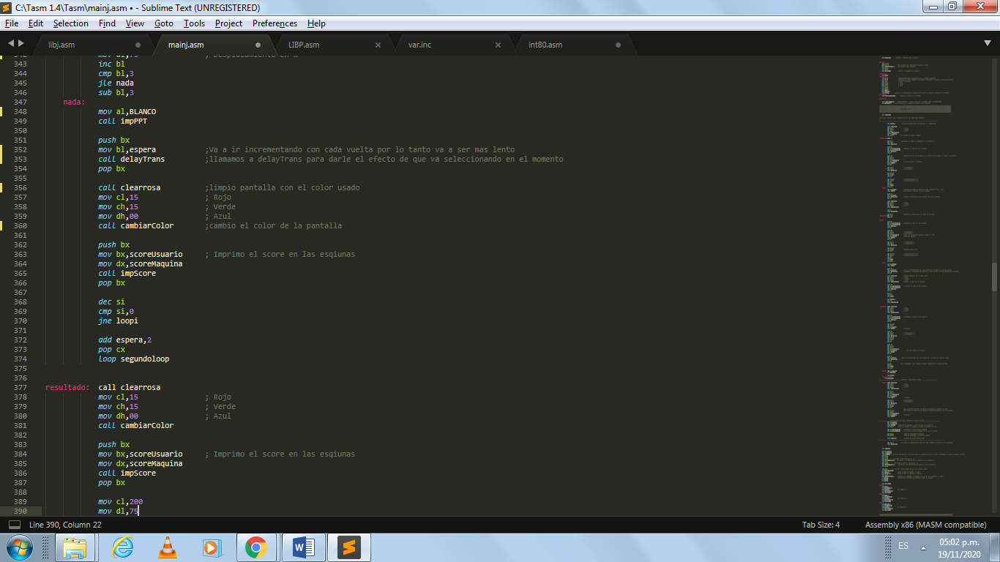 C:\Tasm 1.4\Tasm\mainj.asm • - Sublime Text (UNREGISTERED)
File Edit Selection Find View Goto Tools Project Preferences Help
libj.asm mainj.asm LIBP.asm var.inc int80.asm
343 inc bl
344 cmp bl,3
345 jle nada
346 sub bl,3
347 nada:
348 mov al,BLANCO
349 call impPPT
350
351 push bx
352 mov bl,espera ;Va a ir incrementando con cada vuelta por lo tanto va a ser mas lento
353 call delayTrans ;llamamos a delayTrans para darle el efecto de que va seleccionando en el momento
354 pop bx
355
356 call clearrosa ;limpio pantalla con el color usado
357 mov cl,15 ; Rojo
358 mov ch,15 ; Verde
359 mov dh,00 ; Azul
360 call cambiarColor ;cambio el color de la pantalla
361
362 push bx
363 mov bx,scoreUsuario ; Imprimo el score en las esqiunas
364 mov dx,scoreMaquina
365 call impScore
366 pop bx
367
368 dec si
369 cmp si,0
370 jne loopi
371
372 add espera,2
373 pop cx
374 loop segundoloop
375
376
377 resultado: call clearrosa
378 mov cl,15 ; Rojo
379 mov ch,15 ; Verde
380 mov dh,00 ; Azul
381 call cambiarColor
382
383 push bx
384 mov bx,scoreUsuario ; Imprimo el score en las esqiunas
385 mov dx,scoreMaquina
386 call impScore
387 pop bx
388
389 mov cl,200
390 mov dl,75
Line 390, Column 22 Tab Size: 4 Assembly x86 (MASM compatible)
ES 05:02 p.m.
19/11/2020